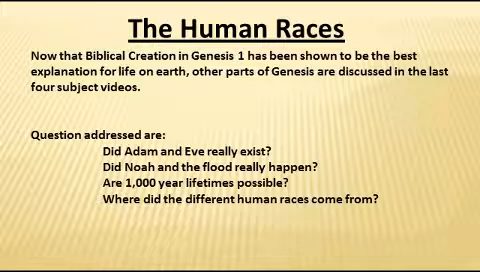 The Human Races
Now that Biblical Creation in Genesis 1 has been shown to be the best
explanation for life on earth, other parts of Genesis are discussed in the last
four subject videos.
Question addressed are:
Did Adam and Eve really exist?
Did Noah and the flood really happen?
Are 1,000 year lifetimes possible?
Where did the different human races come from?